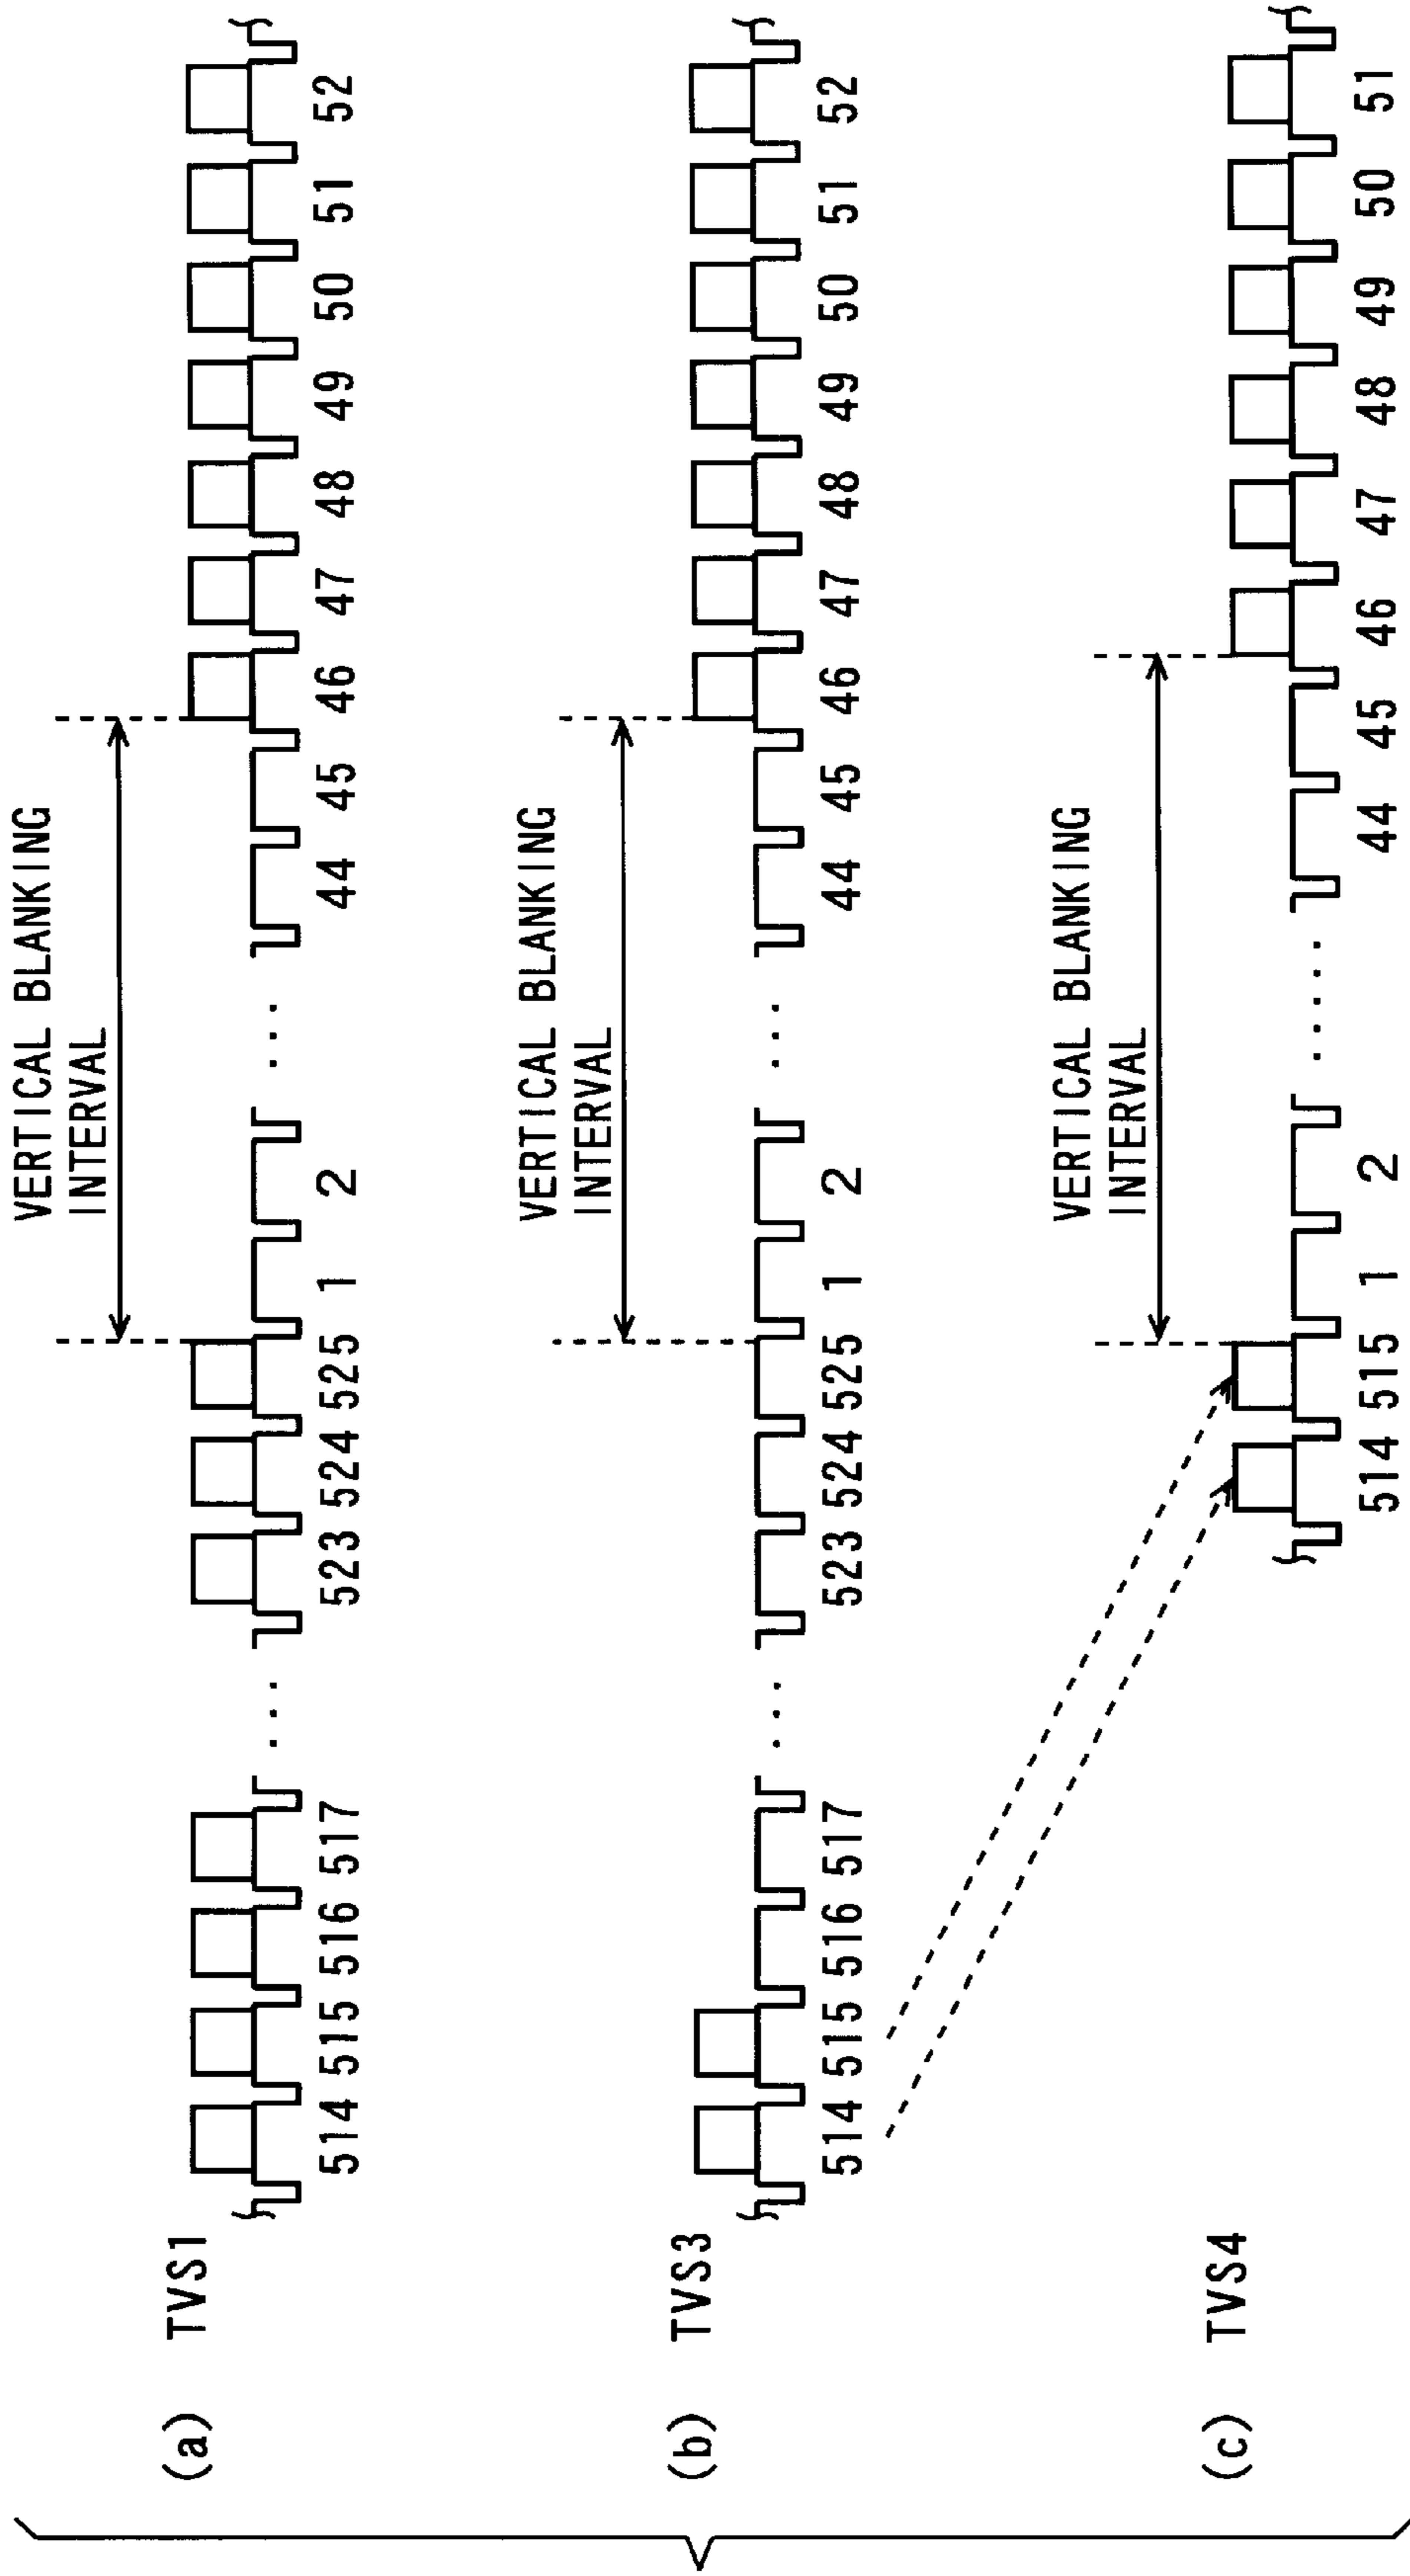 (a) TVS1
VERTICAL BLANKING
INTERVAL
514 515 516 517 ... 523 524 525 1 2 ... 44 45 46 47 48 49 50 51 52
(b) TVS3
VERTICAL BLANKING
INTERVAL
514 515 516 517 ... 523 524 525 1 2 ... 44 45 46 47 48 49 50 51 52
(c) TVS4
VERTICAL BLANKING
INTERVAL
514 515 1 2 ..... 44 45 46 47 48 49 50 51